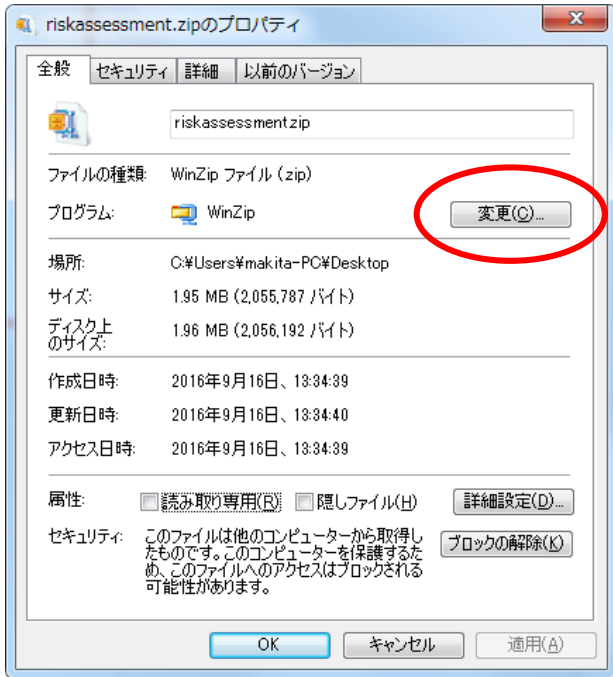 riskassessment.zipのプロパティ
全般 セキュリティ 詳細 以前のバージョン
riskassessment.zip
ファイルの種類: WinZip ファイル (.zip)
プログラム: WinZip 変更(C)...
場所: C:¥Users¥makita-PC¥Desktop
サイズ: 1.95 MB (2,055,787 バイト)
ディスク上
のサイズ: 1.96 MB (2,056,192 バイト)
作成日時: 2016年9月16日、13:34:39
更新日時: 2016年9月16日、13:34:40
アクセス日時: 2016年9月16日、13:34:39
属性: 読み取り専用(R) 隠しファイル(H) 詳細設定(D)...
セキュリティ: このファイルは他のコンピューターから取得し
たものです。このコンピューターを保護するた
め、このファイルへのアクセスはブロックされる
可能性があります。
ブロックの解除(K)
OK キャンセル 適用(A)